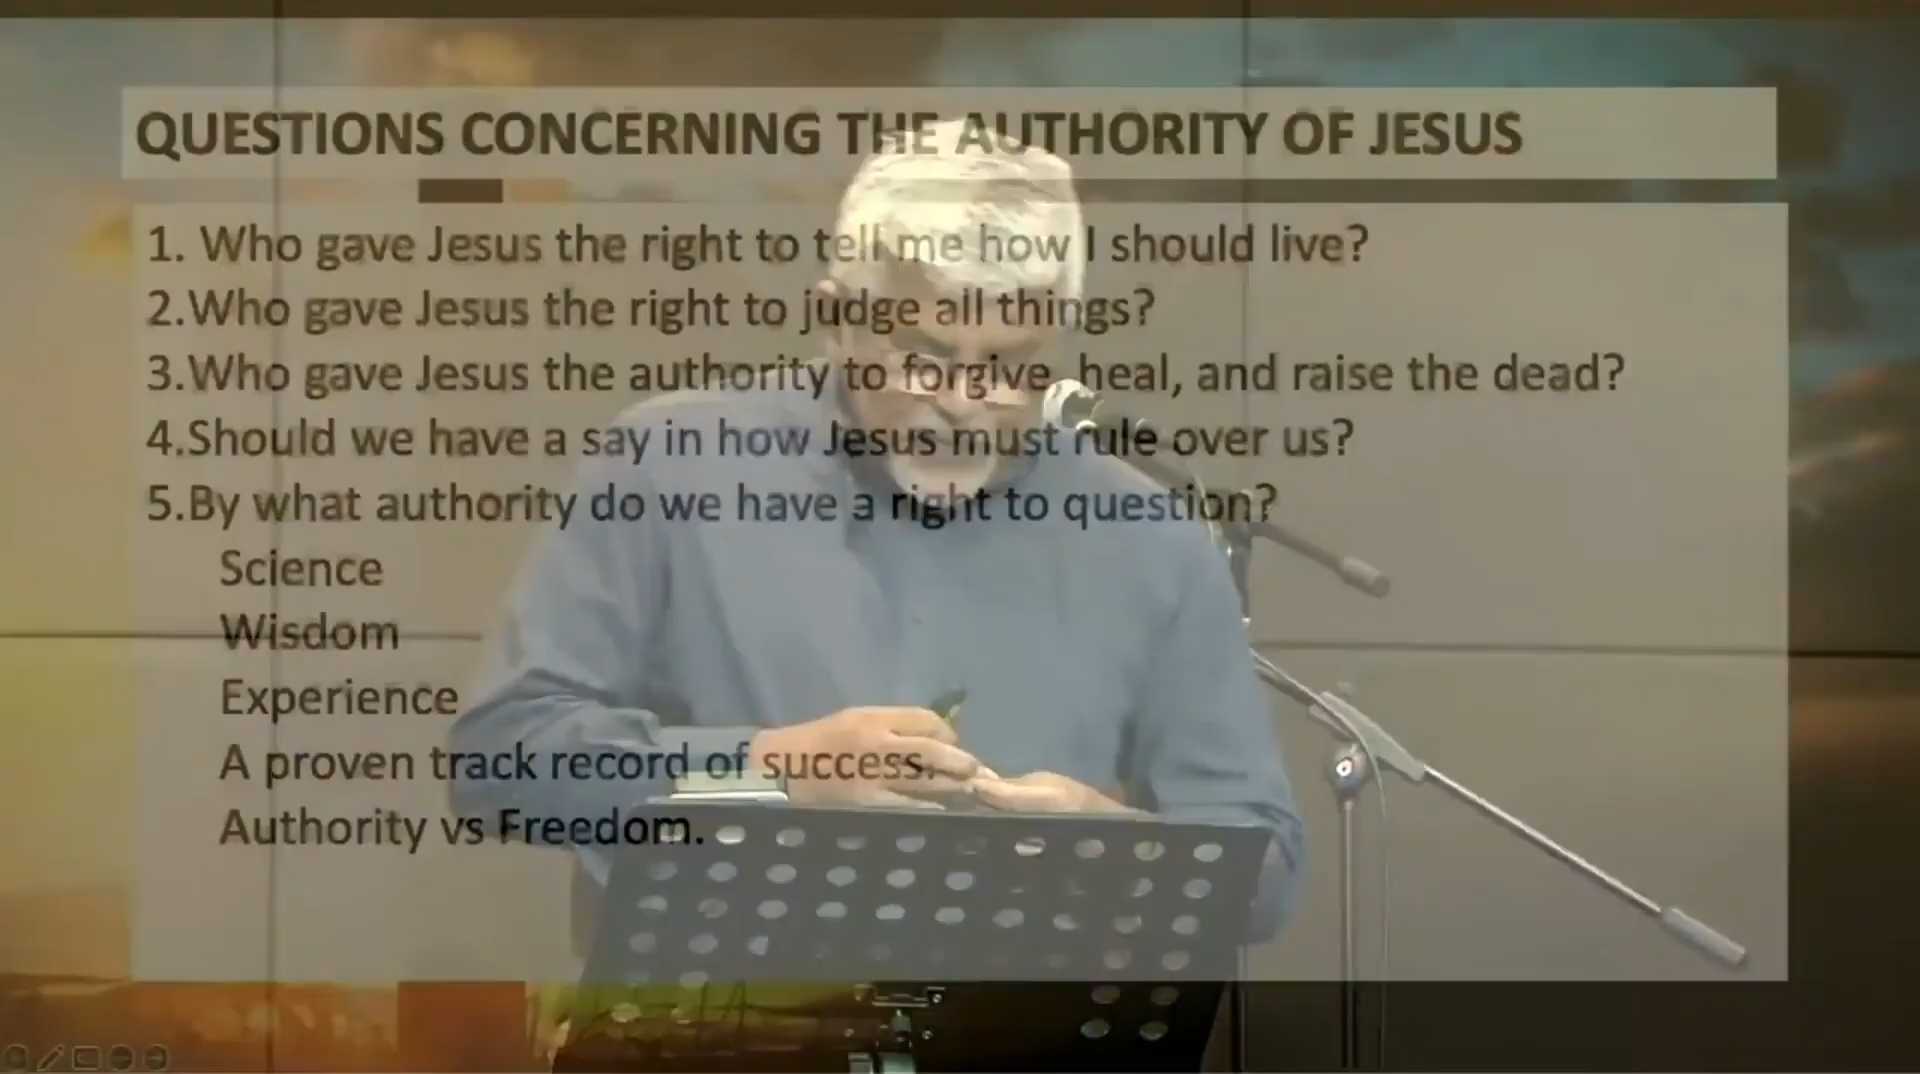 QUESTIONS CONCERNING THE AUTHORITY OF JESUS
1. Who gave Jesus the right to tell me how I should live?
2.Who gave Jesus the right to judge all things?
3.Who gave Jesus the authority to forgive, heal, and raise the dead?
4.Should we have a say in how Jesus must rule over us?
5.By what authority do we have a right to question?
Science
Wisdom
Experience
A proven track record of success.
Authority vs Freedom.